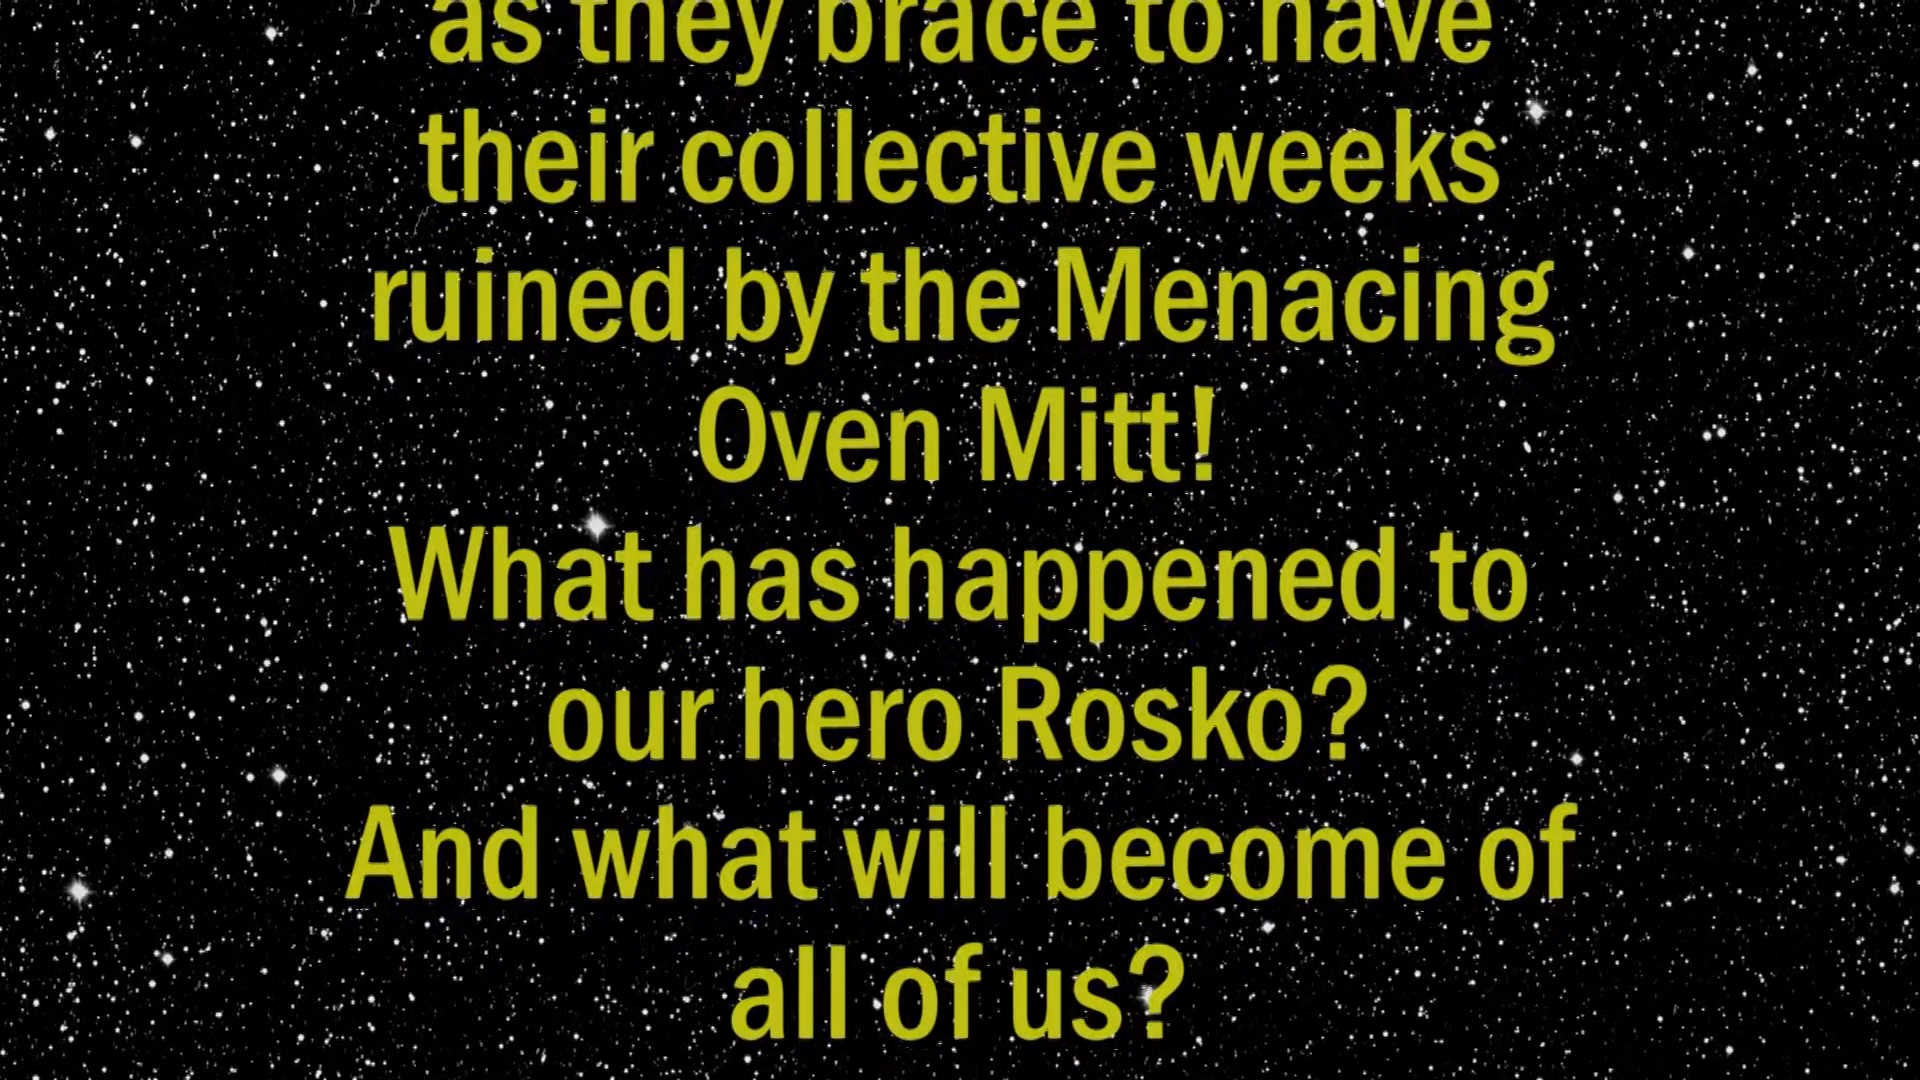 as they brace to have
their collective weeks
ruined by the Menacing
Oven Mitt!
What has happened to
our hero Rosko?
And what will become of
all of us?